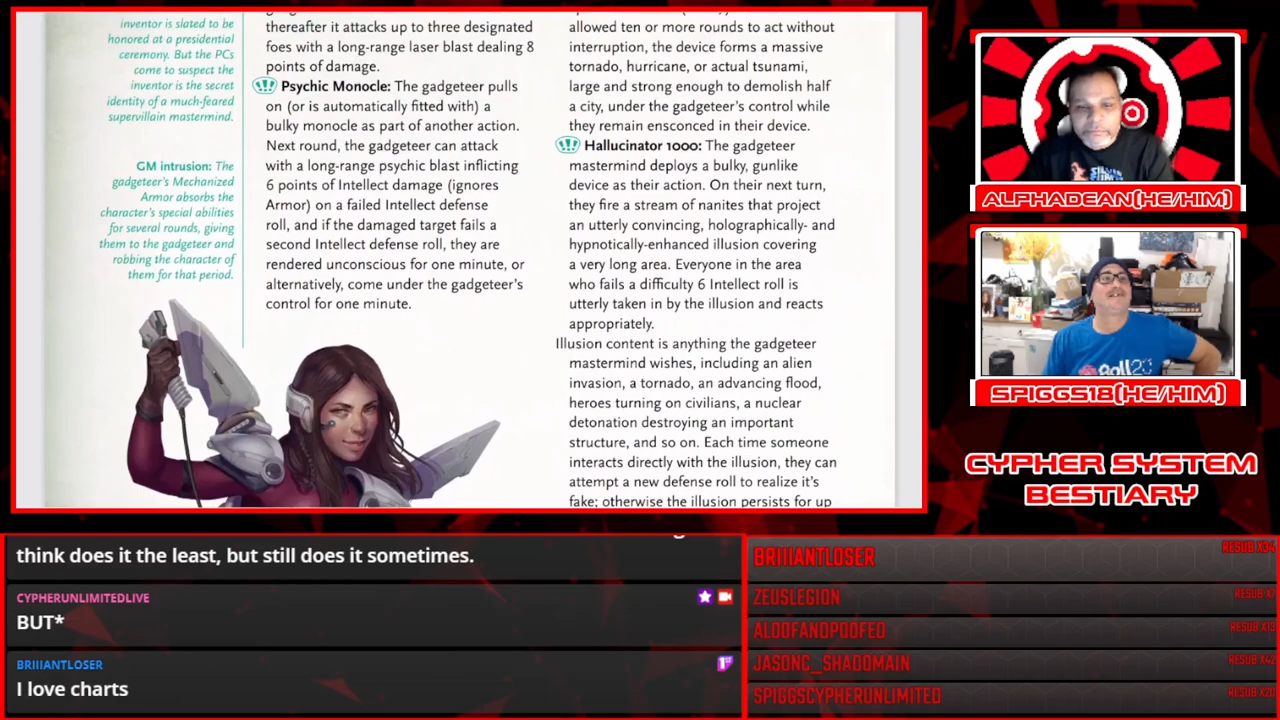 inventor is slated to be
honored at a presidential
ceremony. But the PCs
come to suspect the
inventor is the secret
identity of a much-feared
supervillain mastermind.
GM intrusion: The
gadgeteer's Mechanized
Armor absorbs the
character's special abilities
for several rounds, giving
them to the gadgeteer and
robbing the character of
them for that period.
thereafter it attacks up to three designated
foes with a long-range laser blast dealing 8
points of damage.
Psychic Monocle: The gadgeteer pulls
on (or is automatically fitted with) a
bulky monocle as part of another action.
Next round, the gadgeteer can attack
with a long-range psychic blast inflicting
6 points of Intellect damage (ignores
Armor) on a failed Intellect defense
roll, and if the damaged target fails a
second Intellect defense roll, they are
rendered unconscious for one minute, or
alternatively, come under the gadgeteer's
control for one minute.
allowed ten or more rounds to act without
interruption, the device forms a massive
tornado, hurricane, or actual tsunami,
large and strong enough to demolish half
a city, under the gadgeteer's control while
they remain ensconced in their device.
Hallucinator 1000: The gadgeteer
mastermind deploys a bulky, gunlike
device as their action. On their next turn,
they fire a stream of nanites that project
an utterly convincing, holographically- and
hypnotically-enhanced illusion covering
a very long area. Everyone in the area
who fails a difficulty 6 Intellect roll is
utterly taken in by the illusion and reacts
appropriately.
Illusion content is anything the gadgeteer
mastermind wishes, including an alien
invasion, a tornado, an advancing flood,
heroes turning on civilians, a nuclear
detonation destroying an important
structure, and so on. Each time someone
interacts directly with the illusion, they can
attempt a new defense roll to realize it's
fake; otherwise the illusion persists for up
ALPHADEAN(HE/HIM)
Roll20
SPIGGS18(HE/HIM)
CYPHER SYSTEM
BESTIARY
think does it the least, but still does it sometimes.
CYPHERUNLIMITEDLIVE
BUT*
BRIIIANTLOSER
I love charts
BRIIIANTLOSER RESUB X34
ZEUSLEGION RESUB X7
ALOOFANDPOOFED RESUB X13
JASONC_SHADOMAIN RESUB X42
SPIGGSCYPHERUNLIMITED RESUB X20